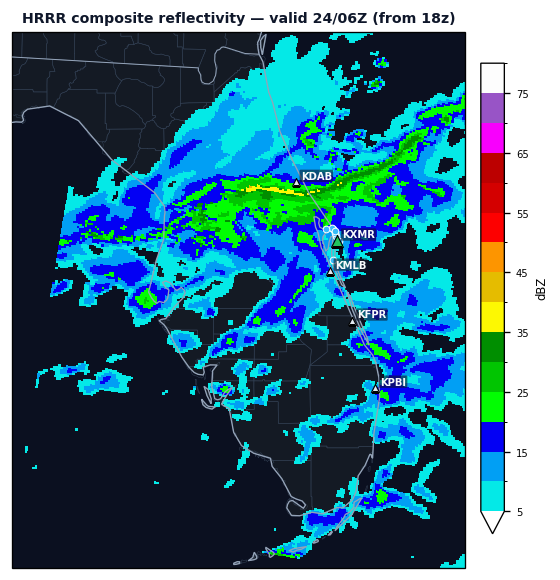 HRRR composite reflectivity — valid 24/06Z (from 18z)
KDAB
KXMR
KMLB
KFPR
KPBI
75
65
55
45
35
25
15
5
dBZ